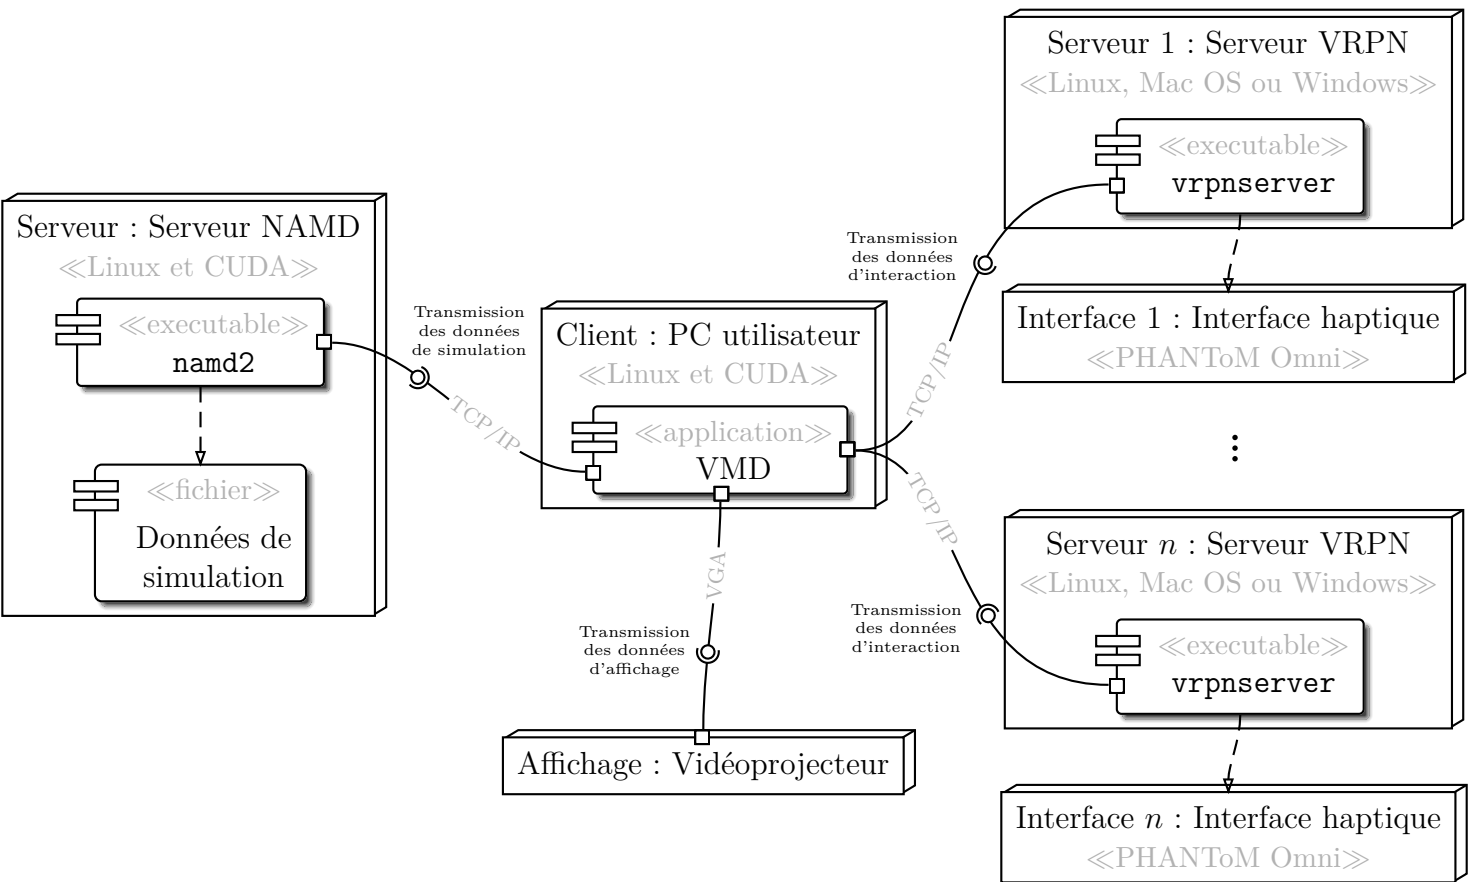 Serveur : Serveur NAMD
≪Linux et CUDA≫
≪executable≫
namd2
≪fichier≫
Données de
simulation
Transmission
des données
de simulation
TCP/IP
Client : PC utilisateur
≪Linux et CUDA≫
≪application≫
VMD
VGA
Transmission
des données
d'affichage
Affichage : Vidéoprojecteur
Transmission
des données
d'interaction
TCP/IP
Serveur 1 : Serveur VRPN
≪Linux, Mac OS ou Windows≫
≪executable≫
vrpnserver
Interface 1 : Interface haptique
≪PHANToM Omni≫
TCP/IP
Transmission
des données
d'interaction
Serveur n : Serveur VRPN
≪Linux, Mac OS ou Windows≫
≪executable≫
vrpnserver
Interface n : Interface haptique
≪PHANToM Omni≫